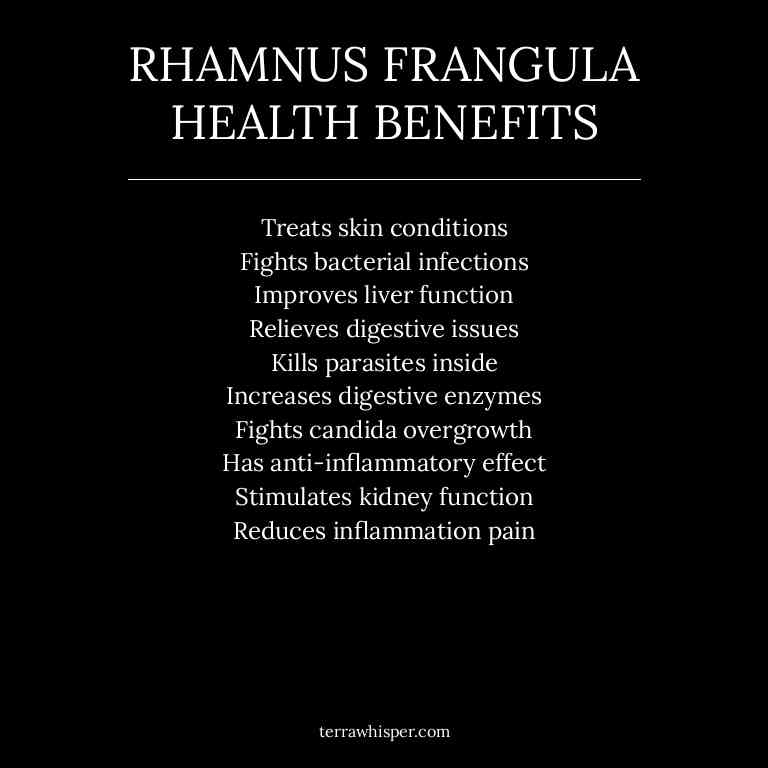 RHAMNUS FRANGULA
HEALTH BENEFITS
Treats skin conditions
Fights bacterial infections
Improves liver function
Relieves digestive issues
Kills parasites inside
Increases digestive enzymes
Fights candida overgrowth
Has anti-inflammatory effect
Stimulates kidney function
Reduces inflammation pain
terrawhisper.com